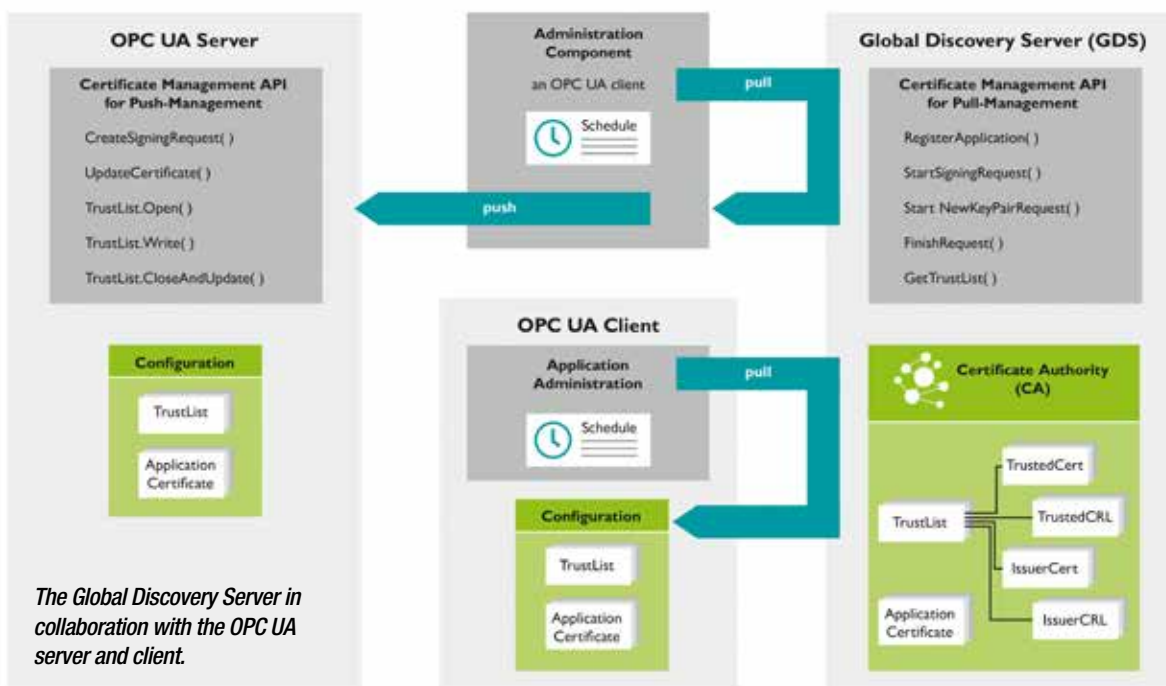 OPC UA Server
Certificate Management API
for Push-Management
CreateSigningRequest( )
UpdateCertificate( )
TrustList.Open( )
TrustList.Write( )
TrustList.CloseAndUpdate( )
Configuration
TrustList
Application
Certificate
The Global Discovery Server in
collaboration with the OPC UA
server and client.
Administration
Component
an OPC UA client
Schedule
push
pull
OPC UA Client
Application
Administration
Schedule
pull
Configuration
TrustList
Application
Certificate
Global Discovery Server (GDS)
Certificate Management API
for Pull-Management
RegisterApplication( )
StartSigningRequest( )
Start NewKeyPairRequest( )
FinishRequest( )
GetTrustList( )
Certificate Authority
(CA)
TrustList
TrustedCert
TrustedCRL
IssuerCert
IssuerCRL
Application
Certificate